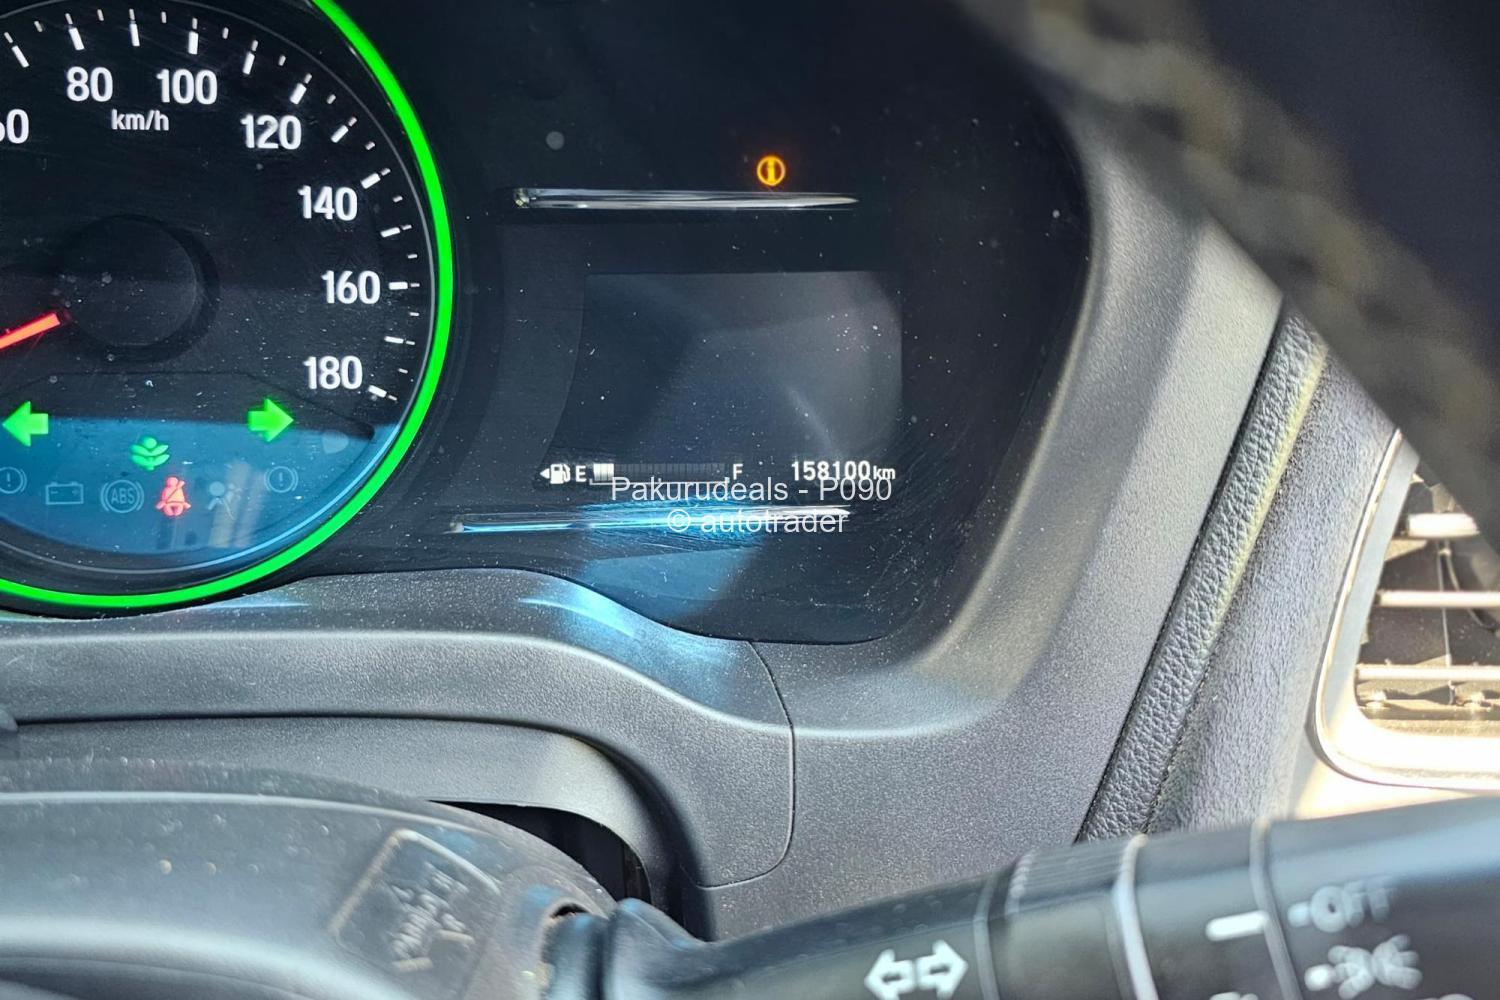 80 100
km/h
120
140
160
180
ABS
E F 158100km
Pakurudeals - P090
© autotrader
OFF